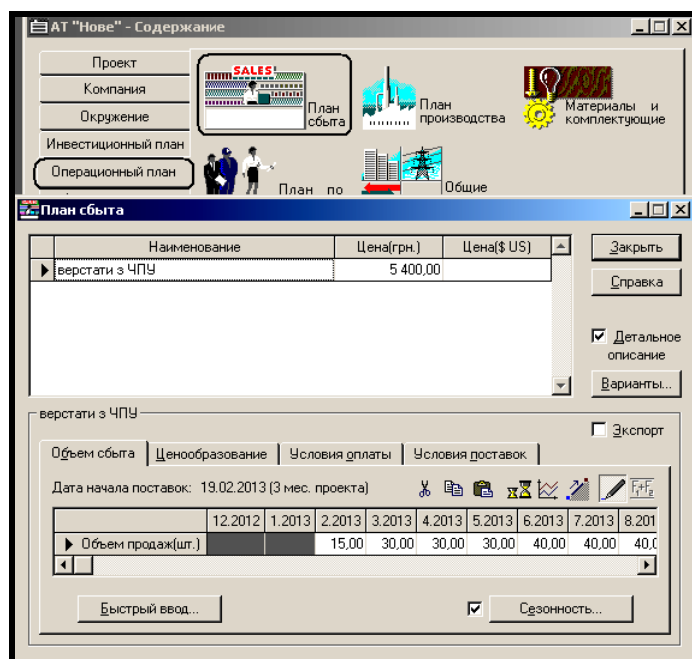 АТ "Нове" - Содержание
Проект
Компания
Окружение
Инвестиционный план
Операционный план
SALES
План сбыта
План производства
Материалы и комплектующие
План по
Общие
План сбыта
Наименование Цена(грн.) Цена($ US)
верстати з ЧПУ 5 400,00
Закрыть
Справка
Детальное описание
Варианты...
верстати з ЧПУ
Экспорт
Объем сбыта Ценообразование Условия оплаты Условия поставок
Дата начала поставок: 19.02.2013 (3 мес. проекта)
12.2012 1.2013 2.2013 3.2013 4.2013 5.2013 6.2013 7.2013 8.201
Объем продаж(шт.) 15,00 30,00 30,00 30,00 40,00 40,00 40,0
Быстрый ввод...
Сезонность...